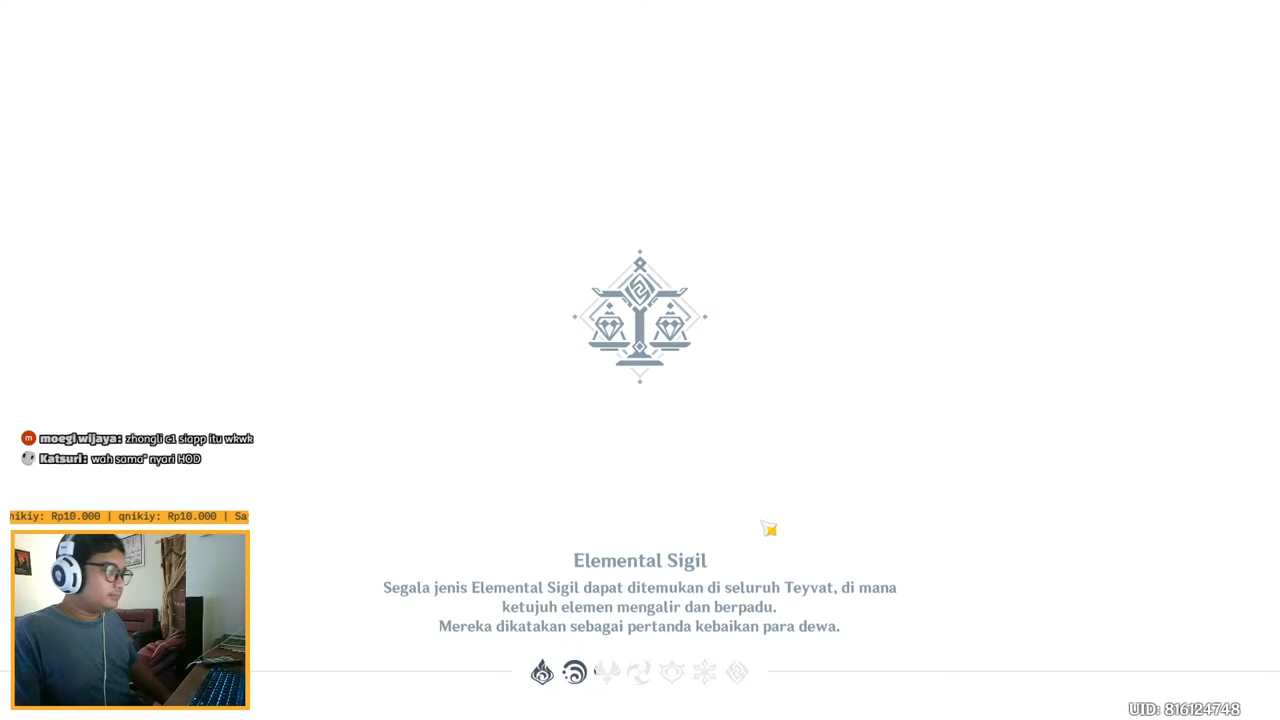 moegi wijaya: zhongli c1 siapp itu wkwk
Katsuri: wah sama" nyari HOD
nikiy: Rp10.000 | qnikiy: Rp10.000 | Sa
Elemental Sigil
Segala jenis Elemental Sigil dapat ditemukan di seluruh Teyvat, di mana
ketujuh elemen mengalir dan berpadu.
Mereka dikatakan sebagai pertanda kebaikan para dewa.
UID: 816124748